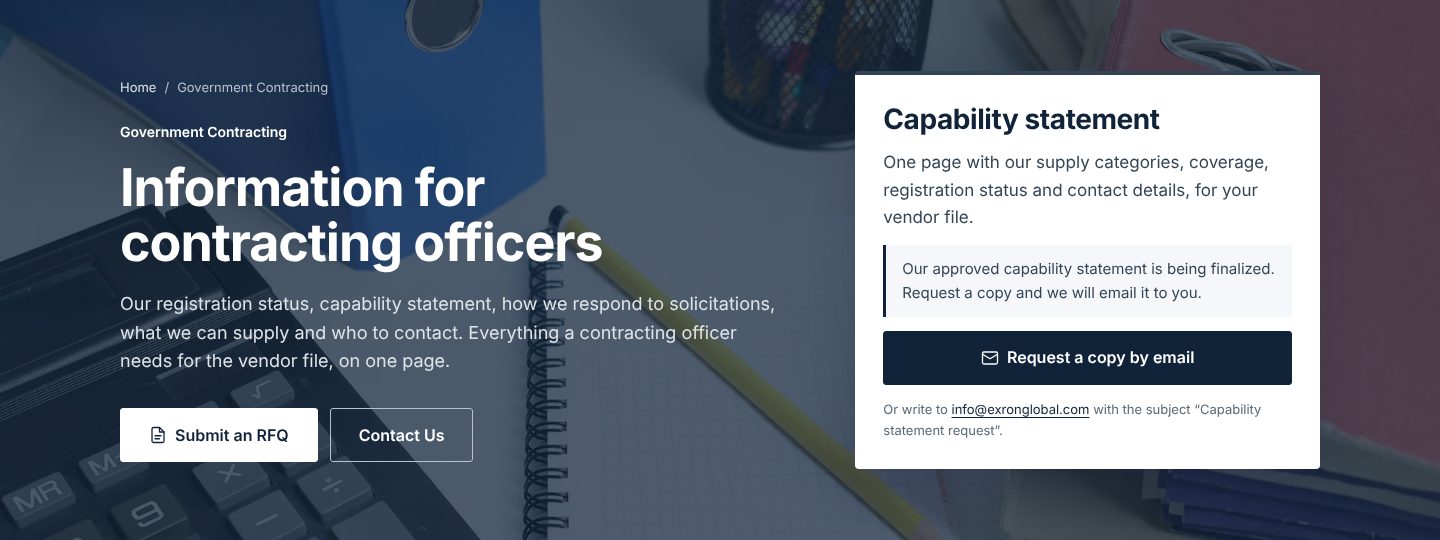 Home / Government Contracting
Government Contracting
Information for
contracting officers
Our registration status, capability statement, how we respond to solicitations,
what we can supply and who to contact. Everything a contracting officer
needs for the vendor file, on one page.
Submit an RFQ
Contact Us
Capability statement
One page with our supply categories, coverage,
registration status and contact details, for your
vendor file.
Our approved capability statement is being finalized.
Request a copy and we will email it to you.
Request a copy by email
Or write to info@exronglobal.com with the subject “Capability
statement request”.
MR
M
√
×
÷
9
−